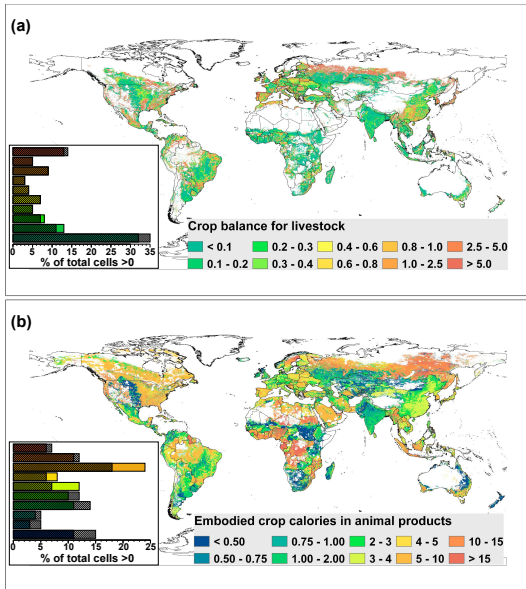 (a)
0 5 10 15 20 25 30 35
% of total cells >0
Crop balance for livestock
< 0.1 0.2 - 0.3 0.4 - 0.6 0.8 - 1.0 2.5 - 5.0
0.1 - 0.2 0.3 - 0.4 0.6 - 0.8 1.0 - 2.5 > 5.0
(b)
0 5 10 15 20 25
% of total cells >0
Embodied crop calories in animal products
< 0.50 0.75 - 1.00 2 - 3 4 - 5 10 - 15
0.50 - 0.75 1.00 - 2.00 3 - 4 5 - 10 > 15